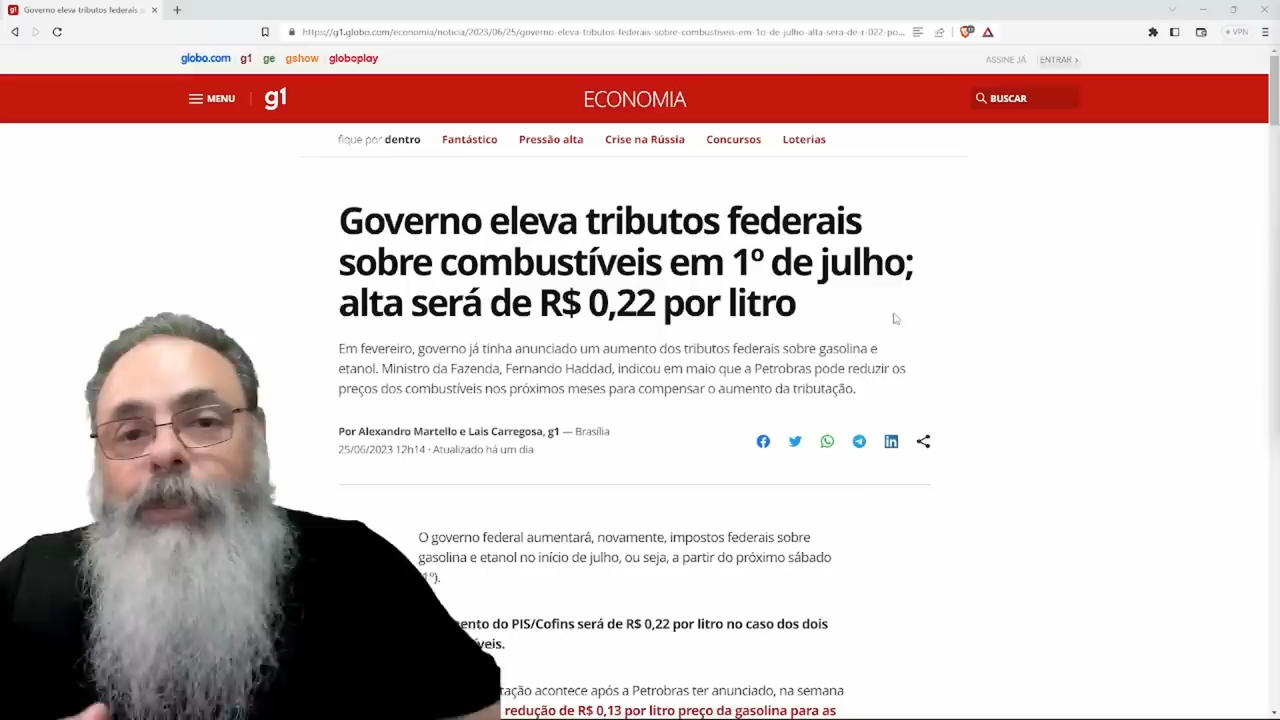 g1 Governo eleva tributos federais s
https://g1.globo.com/economia/noticia/2023/06/25/governo-eleva-tributos-federais-sobre-combustiveis-em-1o-de-julho-alta-sera-de-r-022-po...
VPN
globo.com g1 ge gshow globoplay
ASSINE JÁ ENTRAR ›
MENU g1 ECONOMIA BUSCAR
fique por dentro Fantástico Pressão alta Crise na Rússia Concursos Loterias
Governo eleva tributos federais
sobre combustíveis em 1º de julho;
alta será de R$ 0,22 por litro
Em fevereiro, governo já tinha anunciado um aumento dos tributos federais sobre gasolina e
etanol. Ministro da Fazenda, Fernando Haddad, indicou em maio que a Petrobras pode reduzir os
preços dos combustíveis nos próximos meses para compensar o aumento da tributação.
Por Alexandro Martello e Lais Carregosa, g1 — Brasília
25/06/2023 12h14 · Atualizado há um dia
O governo federal aumentará, novamente, impostos federais sobre
gasolina e etanol no início de julho, ou seja, a partir do próximo sábado
1º).
ento do PIS/Cofins será de R$ 0,22 por litro no caso dos dois
veis.
tação acontece após a Petrobras ter anunciado, na semana
redução de R$ 0,13 por litro preço da gasolina para as